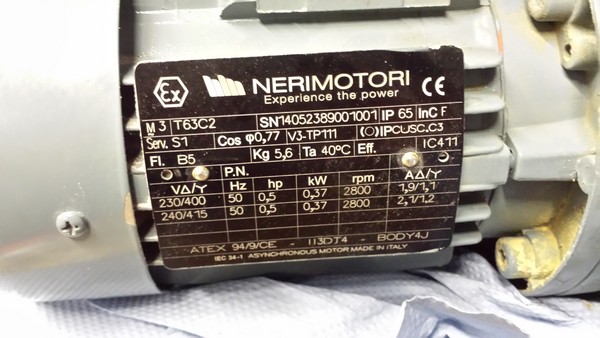 Ex NERIMOTORI CE
Experience the power
M 3 T63C2 SN14052389001001 IP 65 InC F
Serv. S1 Cos φ0,77 V3-TP111 IPCUSC.C3
Fl. B5 Kg 5,6 Ta 40°C Eff. IC411
P.N.
VΔ/Y Hz hp kW rpm AΔ/Y
230/400 50 0,5 0,37 2800 1,9/1,1
240/415 50 0,5 0,37 2800 2,1/1,2
ATEX 94/9/CE - II3DT4 BODY4J
IEC 34-1 ASYNCHRONOUS MOTOR MADE IN ITALY